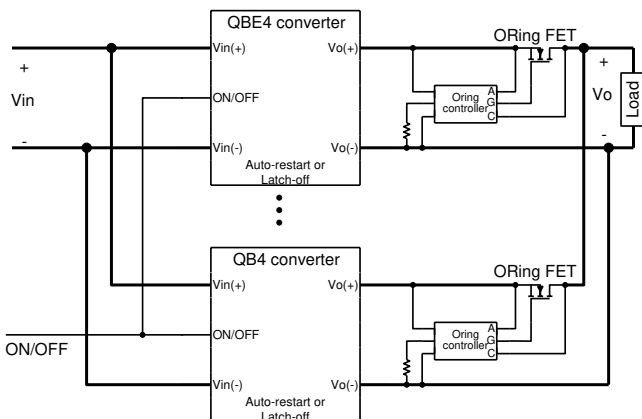 QBE4 converter
ORing FET
Vin(+)
Vo(+)
+
Vin
-
ON/OFF
A
G
C
Oring
controller
+
Vo
-
Load
Vin(-)
Vo(-)
Auto-restart or
Latch-off
QB4 converter
ORing FET
Vin(+)
Vo(+)
ON/OFF
ON/OFF
A
G
C
Oring
controller
Vin(-)
Vo(-)
Auto-restart or
Latch-off